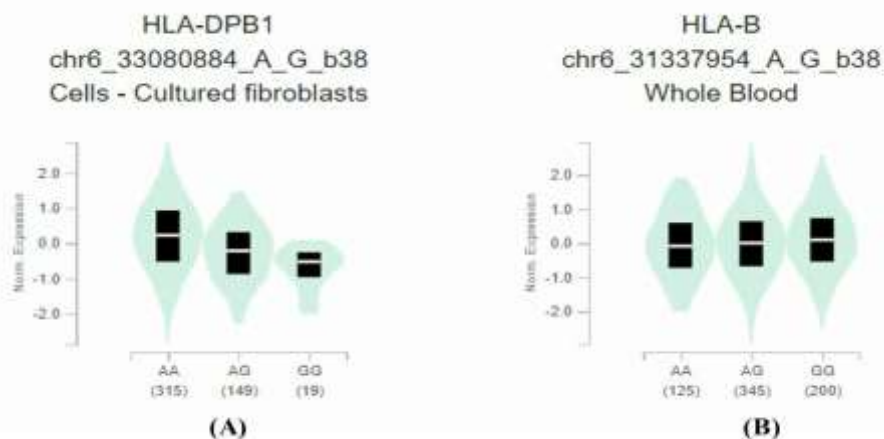 HLA-DPB1
chr6_33080884_A_G_b38
Cells - Cultured fibroblasts
Norm. Expression
2.0
1.0
0.0
-1.0
-2.0
AA
AG
GG
(315)
(149)
(19)
(A)
HLA-B
chr6_31337954_A_G_b38
Whole Blood
Norm. Expression
2.0
1.0
0.0
-1.0
-2.0
AA
AG
GG
(125)
(345)
(200)
(B)